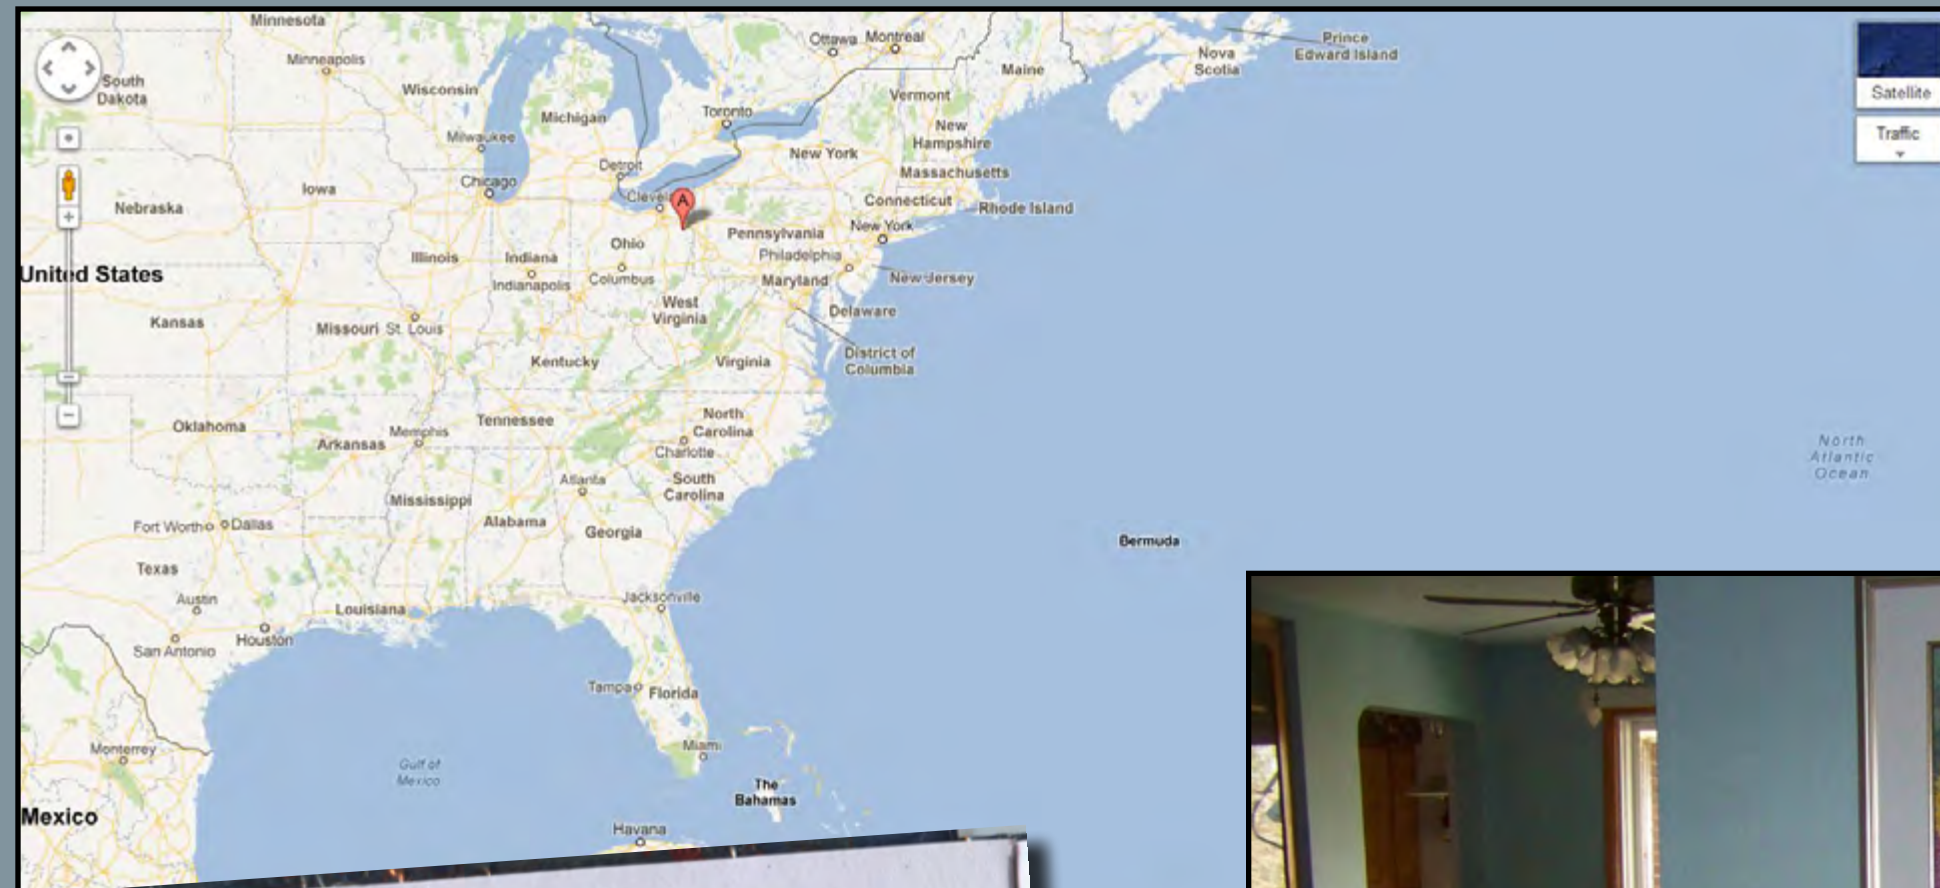 Minnesota
Ottawa
Montreal
Prince
Edward Island
Minneapolis
Nova
Scotia
Maine
South
Dakota
Wisconsin
Vermont
Satellite
Michigan
Toronto
New
Hampshire
Milwaukee
Traffic
New York
Detroit
Massachusetts
Chicago
Iowa
Clevel
A
Connecticut
Rhode Island
Nebraska
Pennsylvania
New York
Ohio
Illinois
Indiana
Philadelphia
United States
Indianapolis
Columbus
Maryland
New Jersey
West
Virginia
Delaware
Kansas
Missouri
St. Louis
District of
Columbia
Kentucky
Virginia
North
Carolina
Oklahoma
Tennessee
Memphis
Arkansas
Charlotte
North
Atlantic
Ocean
Atlanta
South
Carolina
Mississippi
Alabama
Georgia
Fort Worth
Dallas
Bermuda
Texas
Austin
Louisiana
Jacksonville
San Antonio
Houston
Tampa
Florida
Monterrey
Miami
Gulf of
Mexico
The
Bahamas
Mexico
Havana